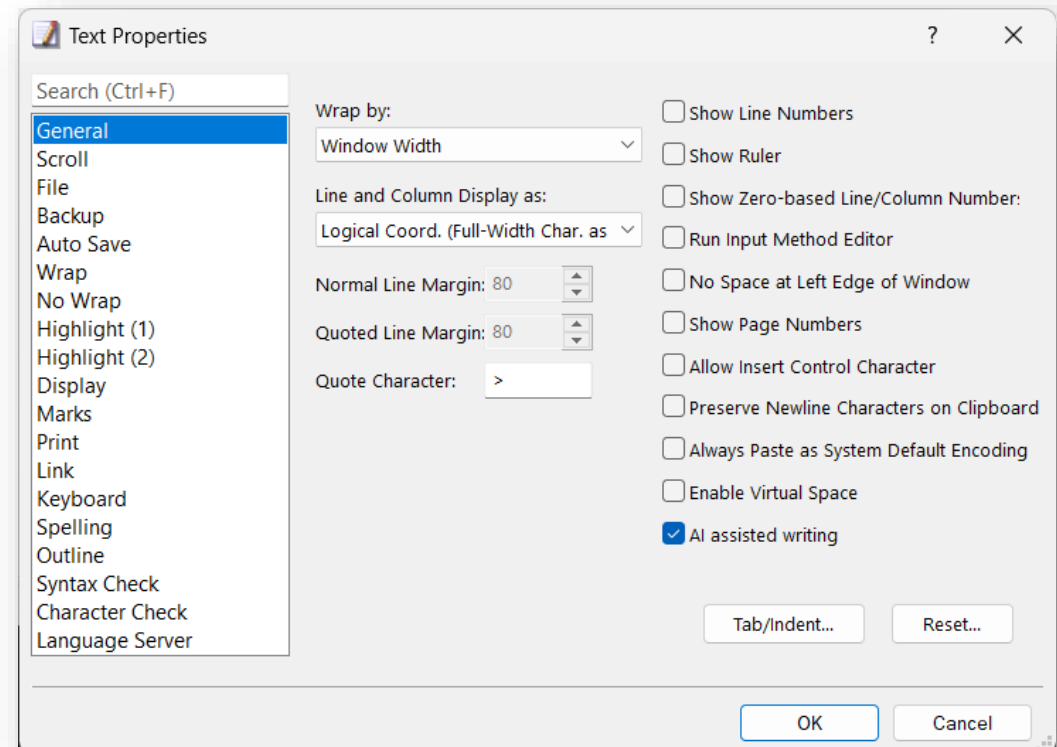 Text Properties
?
Search (Ctrl+F)
General
Scroll
File
Backup
Auto Save
Wrap
No Wrap
Highlight (1)
Highlight (2)
Display
Marks
Print
Link
Keyboard
Spelling
Outline
Syntax Check
Character Check
Language Server
Wrap by:
Window Width
Line and Column Display as:
Logical Coord. (Full-Width Char. as
Normal Line Margin: 80
Quoted Line Margin: 80
Quote Character: >
Show Line Numbers
Show Ruler
Show Zero-based Line/Column Number:
Run Input Method Editor
No Space at Left Edge of Window
Show Page Numbers
Allow Insert Control Character
Preserve Newline Characters on Clipboard
Always Paste as System Default Encoding
Enable Virtual Space
AI assisted writing
Tab/Indent...
Reset...
OK
Cancel